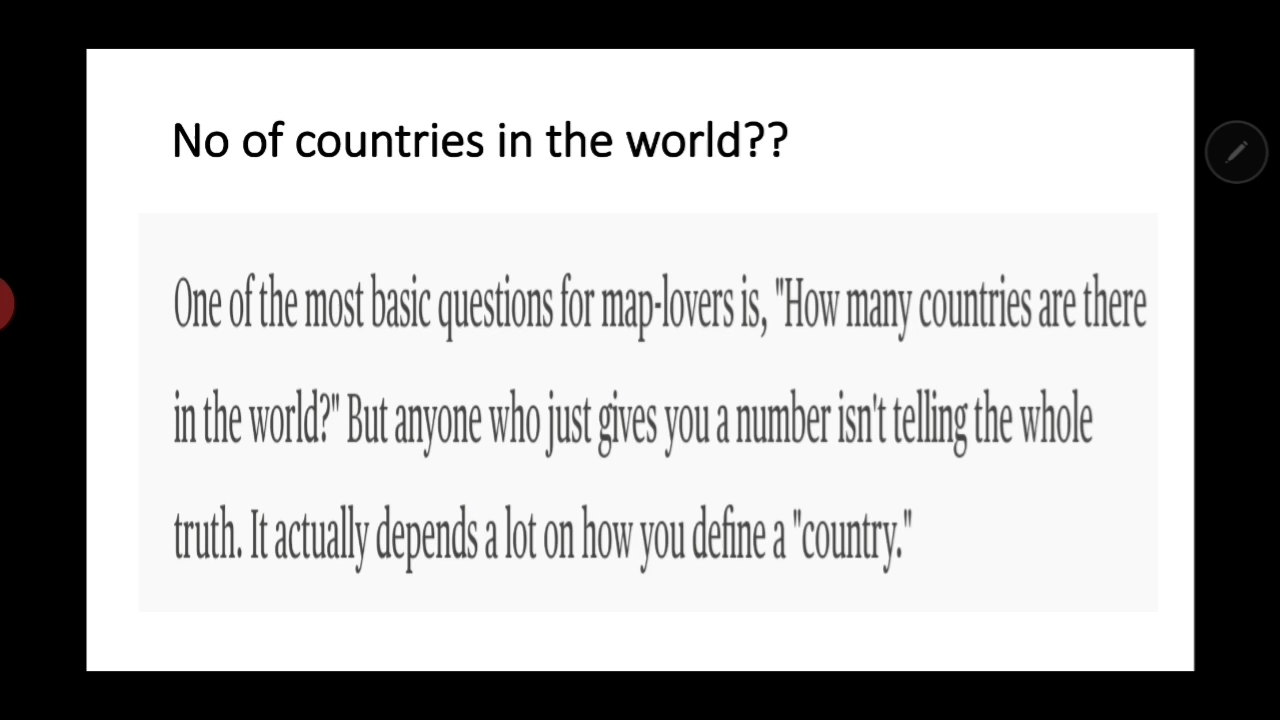 No of countries in the world??
One of the most basic questions for map-lovers is, "How many countries are there
in the world?" But anyone who just gives you a number isn't telling the whole
truth. It actually depends a lot on how you define a "country."